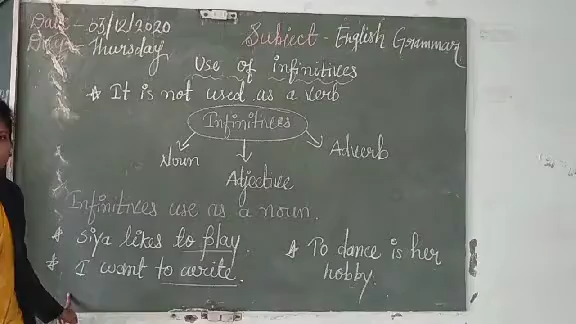 Date - 03/12/2020
Day - Thursday
Subject - English Grammar
Use of infinitives
☆ It is not used as a verb
Infinitives
Noun
Adjective
Adverb
Infinitives use as a noun.
☆ Siya likes to play.
☆ I want to write.
☆ To dance is her
hobby.